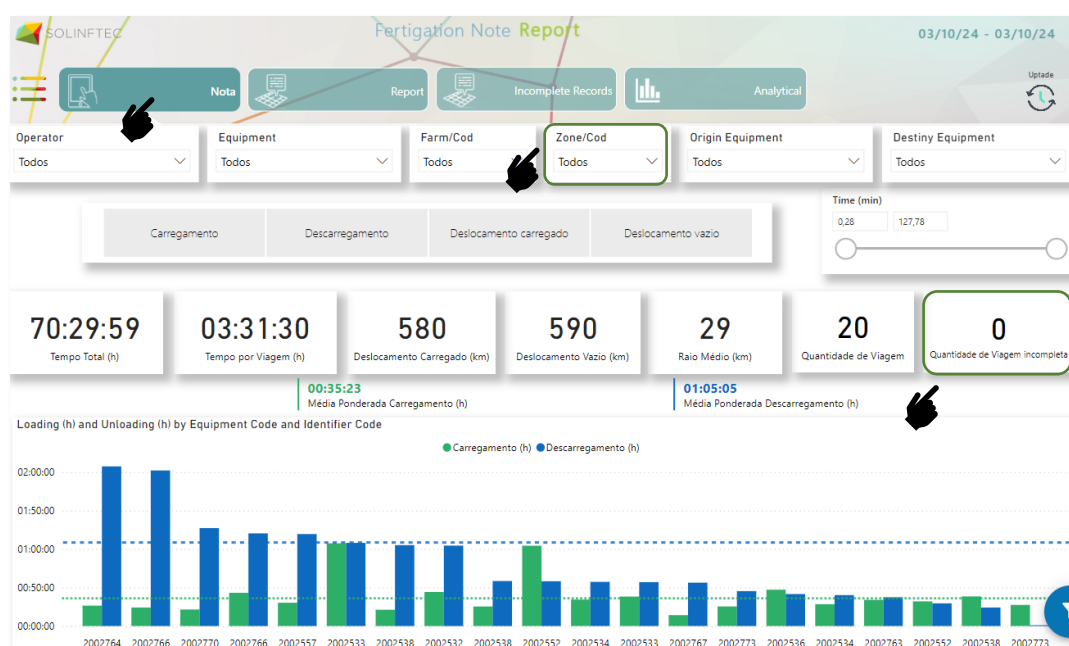 SOLINFTEC
Fertigation Note Report
03/10/24 - 03/10/24
Nota
Report
Incomplete Records
Analytical
Uptade
Operator
Todos
Equipment
Todos
Farm/Cod
Todos
Zone/Cod
Todos
Origin Equipment
Todos
Destiny Equipment
Todos
Carregamento
Descarregamento
Deslocamento carregado
Deslocamento vazio
Time (min)
0,28
127,78
70:29:59
Tempo Total (h)
03:31:30
Tempo por Viagem (h)
580
Deslocamento Carregado (km)
590
Deslocamento Vazio (km)
29
Raio Médio (km)
20
Quantidade de Viagem
0
Quantidade de Viagem incompleta
00:35:23
Média Ponderada Carregamento (h)
01:05:05
Média Ponderada Descarregamento (h)
Loading (h) and Unloading (h) by Equipment Code and Identifier Code
Carregamento (h) Descarregamento (h)
02:00:00
01:50:00
01:00:00
00:50:00
00:00:00
2002764 2002766 2002770 2002766 2002557 2002533 2002538 2002532 2002538 2002552 2002534 2002533 2002767 2002773 2002536 2002534 2002763 2002552 2002538 2002773